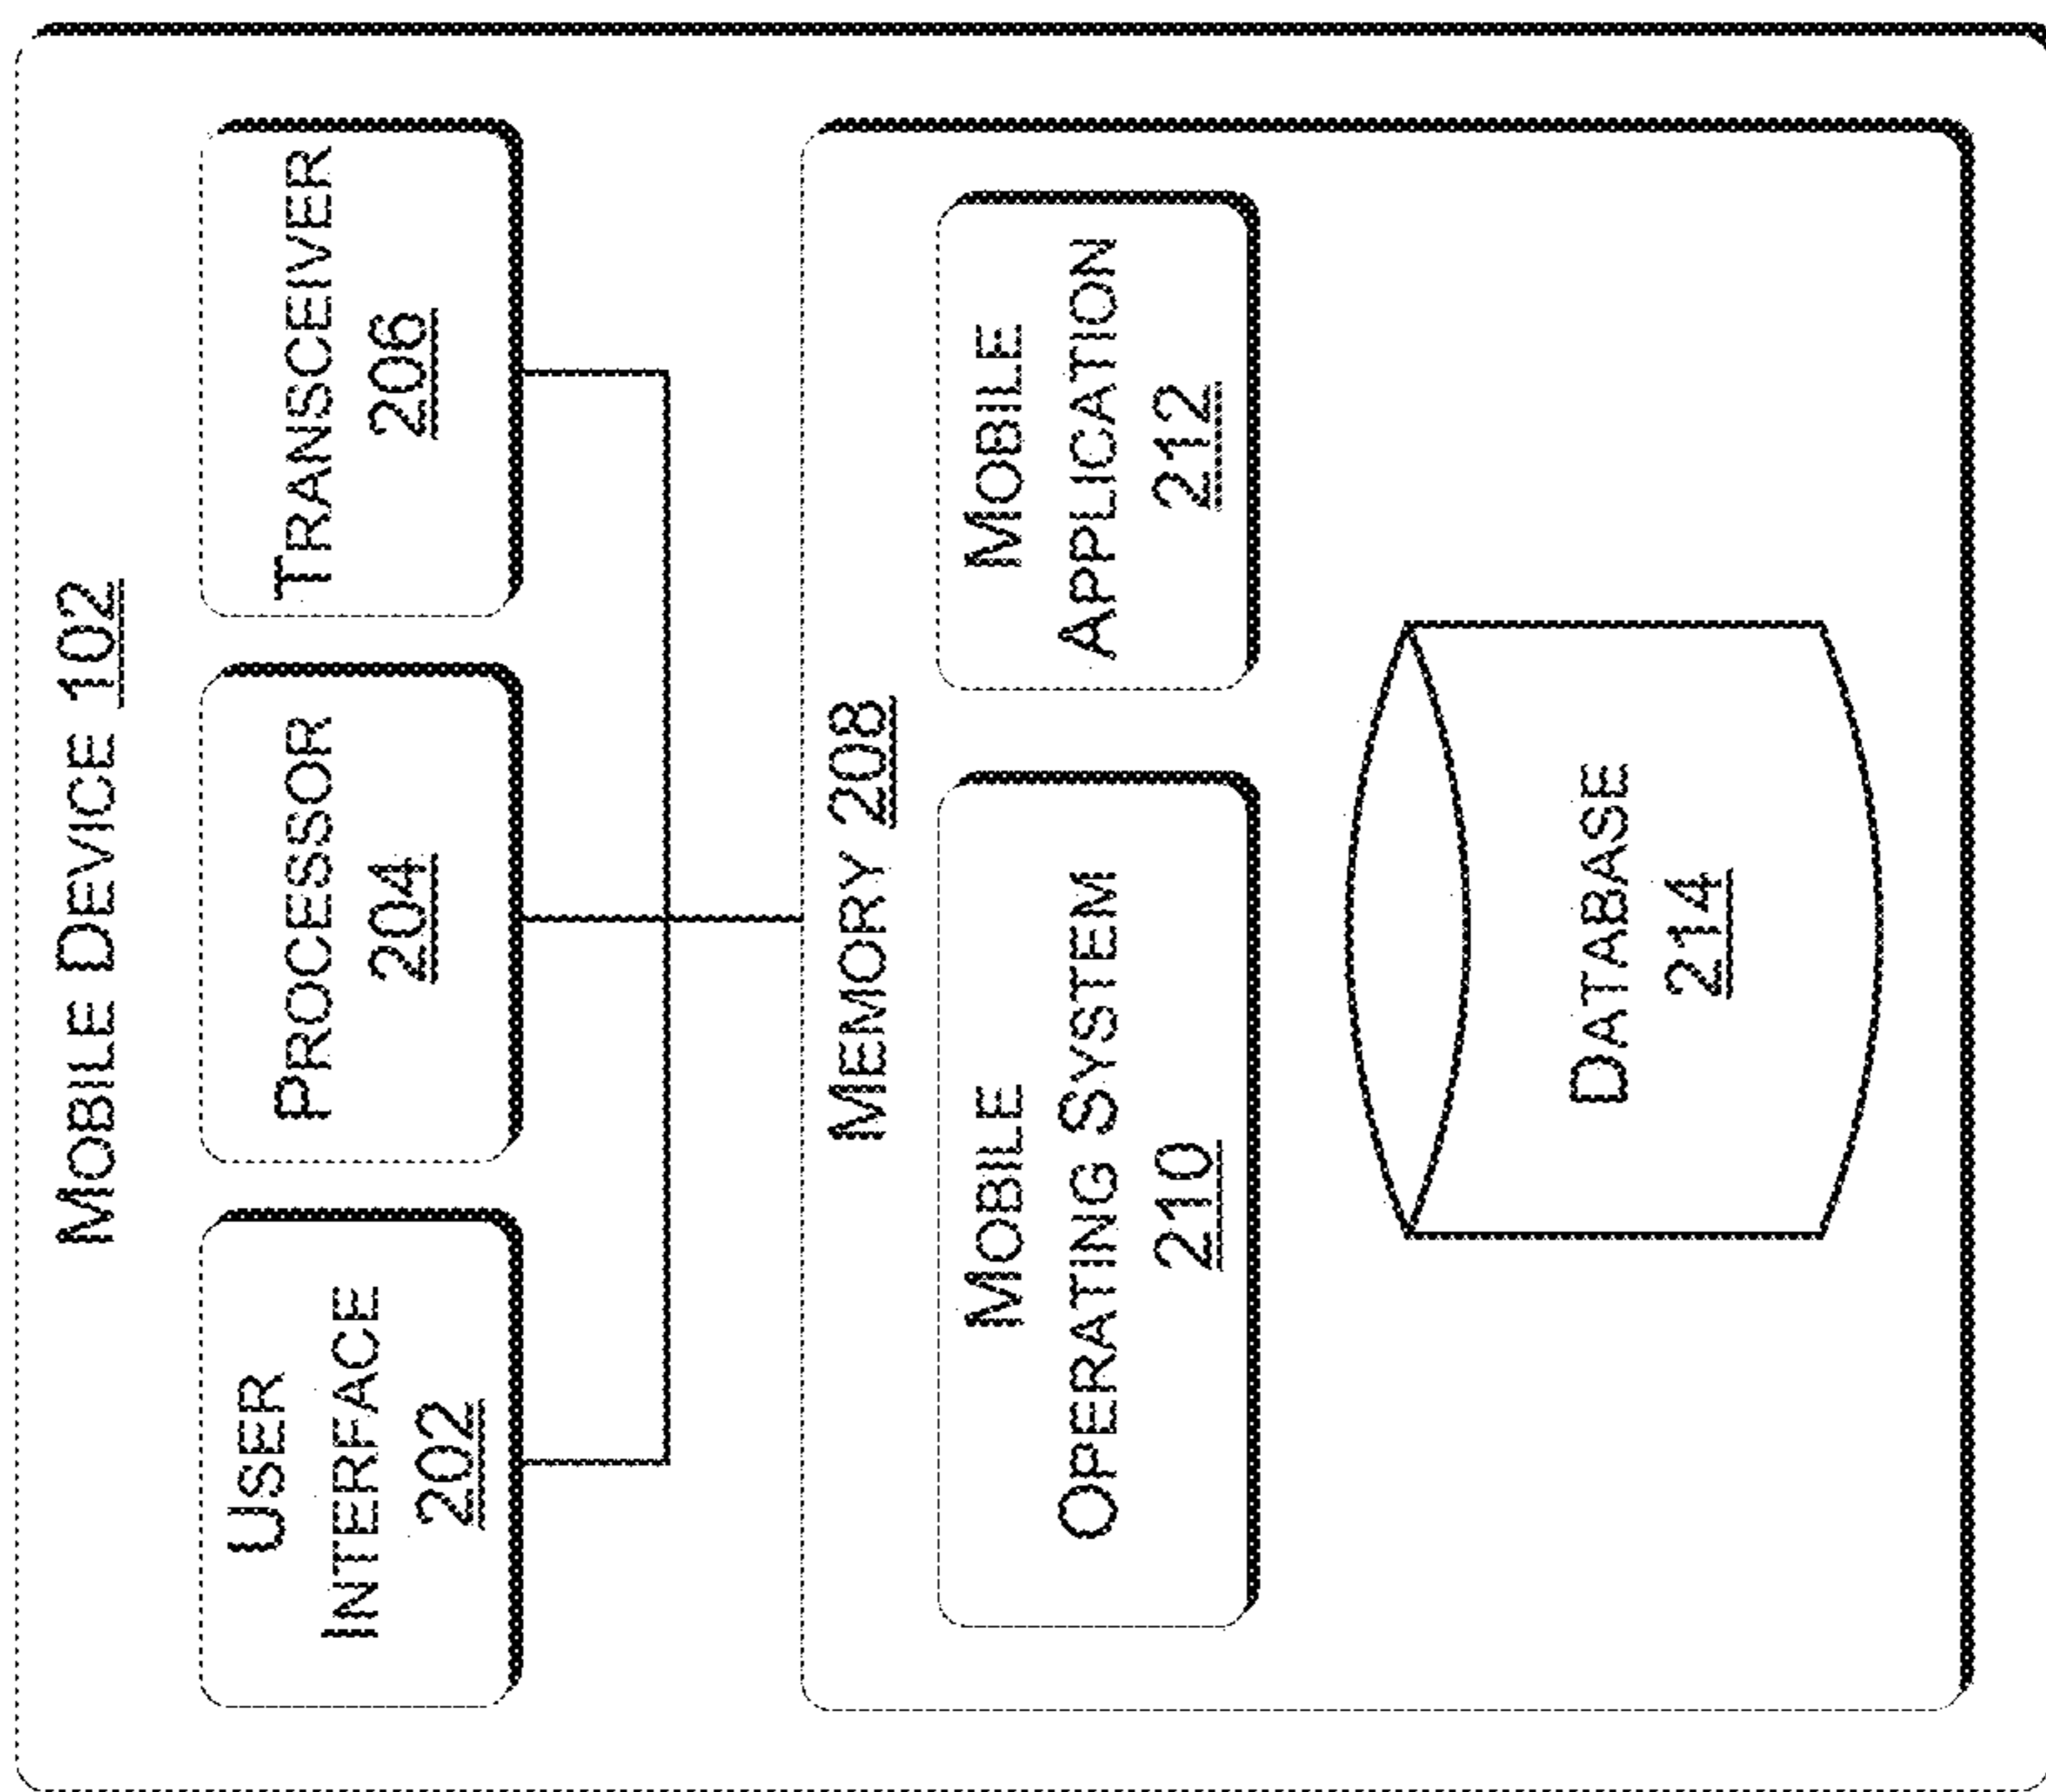 MOBILE DEVICE 102
USER
INTERFACE
202
PROCESSOR
204
TRANSCEIVER
206
MEMORY 208
MOBILE
OPERATING SYSTEM
210
MOBILE
APPLICATION
212
DATABASE
214